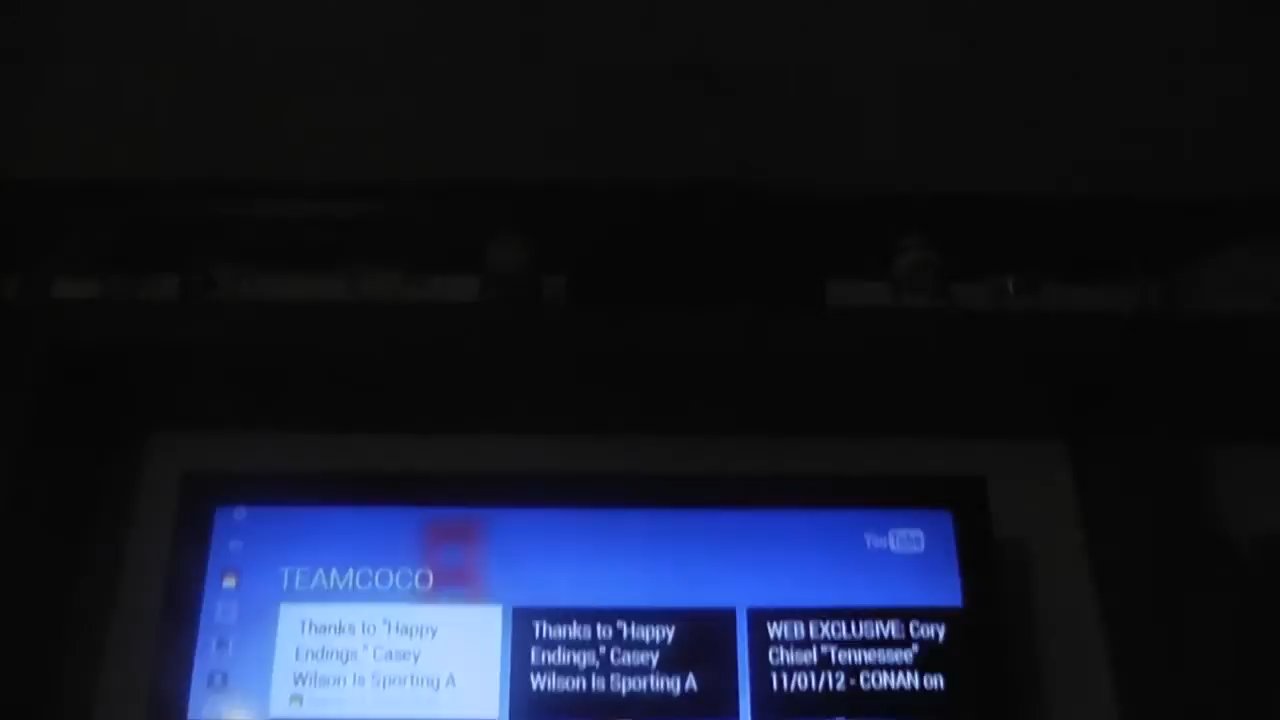 YouTube
TEAMCOCO
Thanks to "Happy
Endings," Casey
Wilson Is Sporting A
Thanks to "Happy
Endings," Casey
Wilson Is Sporting A
WEB EXCLUSIVE: Cory
Chisel "Tennessee"
11/01/12 - CONAN on